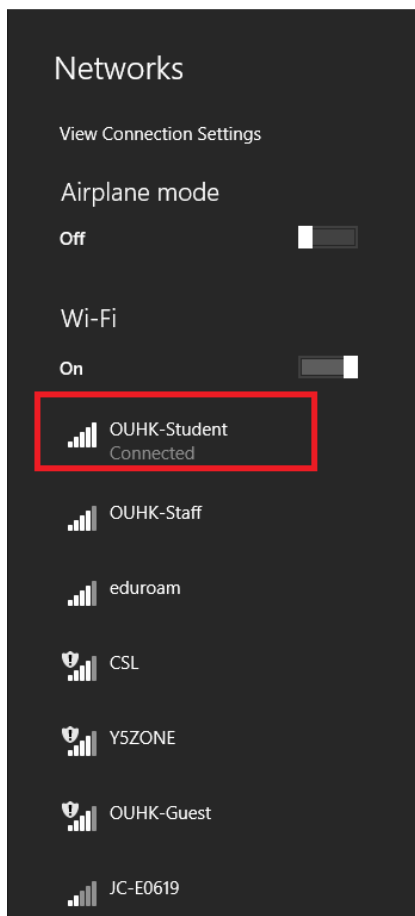 Networks
View Connection Settings
Airplane mode
Off
Wi-Fi
On
OUHK-Student
Connected
OUHK-Staff
eduroam
CSL
Y5ZONE
OUHK-Guest
JC-E0619